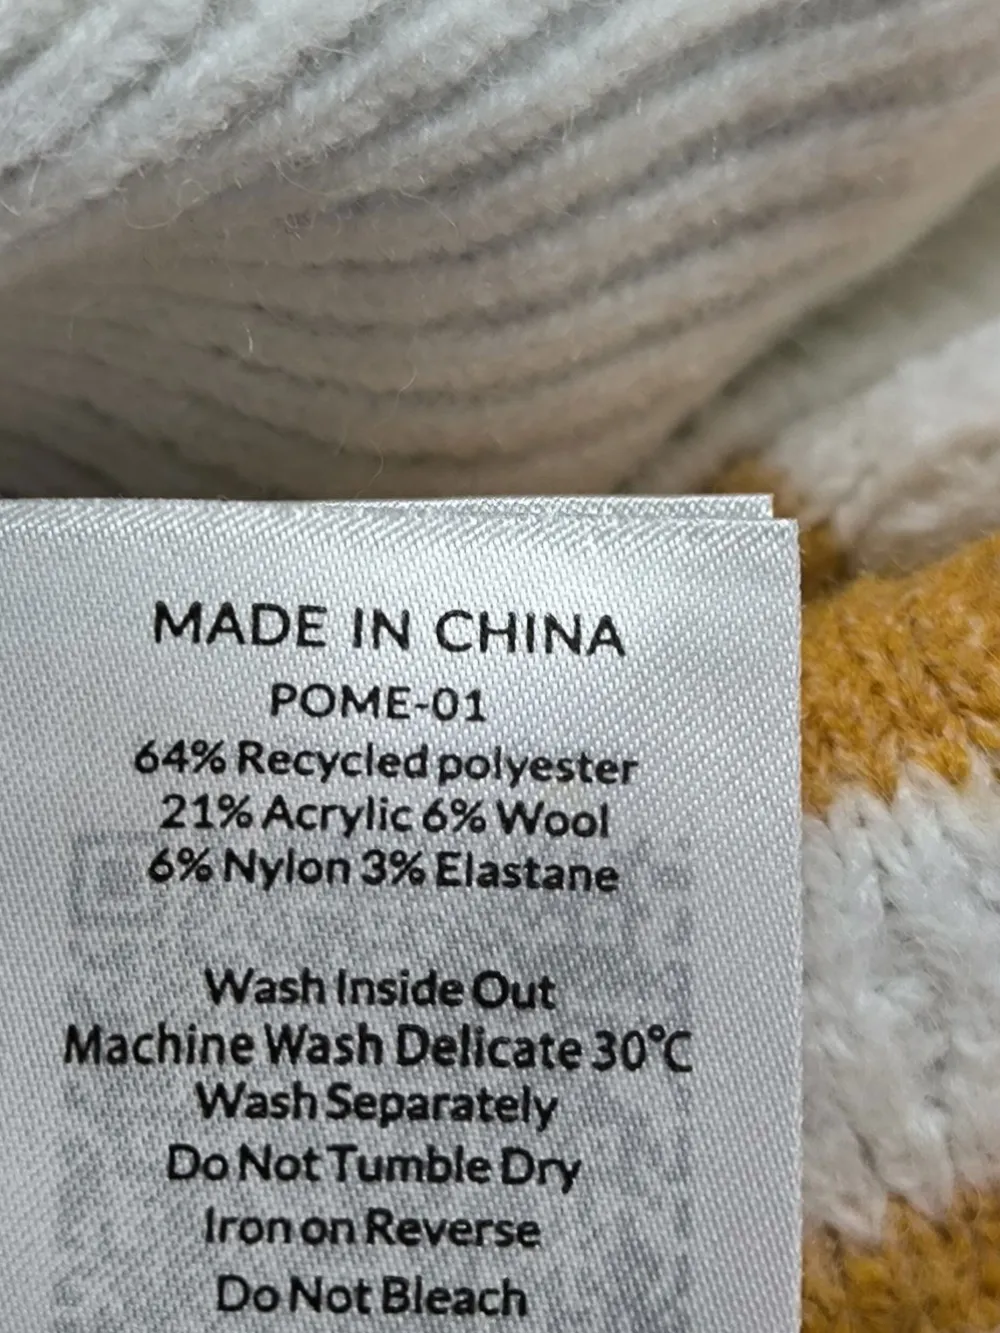 MADE IN CHINA
POME-01
64% Recycled polyester
21% Acrylic 6% Wool
6% Nylon 3% Elastane
Wash Inside Out
Machine Wash Delicate 30°C
Wash Separately
Do Not Tumble Dry
Iron on Reverse
Do Not Bleach